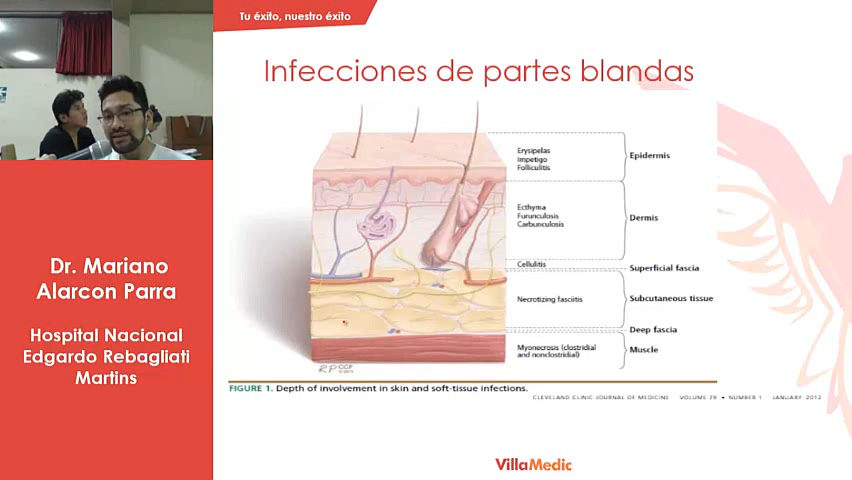 Tu éxito, nuestro éxito
Infecciones de partes blandas
Erysipelas
Impetigo
Folliculitis
Epidermis
Ecthyma
Furunculosis
Carbunculosis
Dermis
Cellulitis
Superficial fascia
Necrotizing fasciitis
Subcutaneous tissue
Deep fascia
Myonecrosis (clostridial
and nonclostridial)
Muscle
FIGURE 1. Depth of involvement in skin and soft-tissue infections.
CLEVELAND CLINIC JOURNAL OF MEDICINE VOLUME 79 • NUMBER 1 JANUARY 2012
Dr. Mariano
Alarcon Parra
Hospital Nacional
Edgardo Rebagliati
Martins
VillaMedic